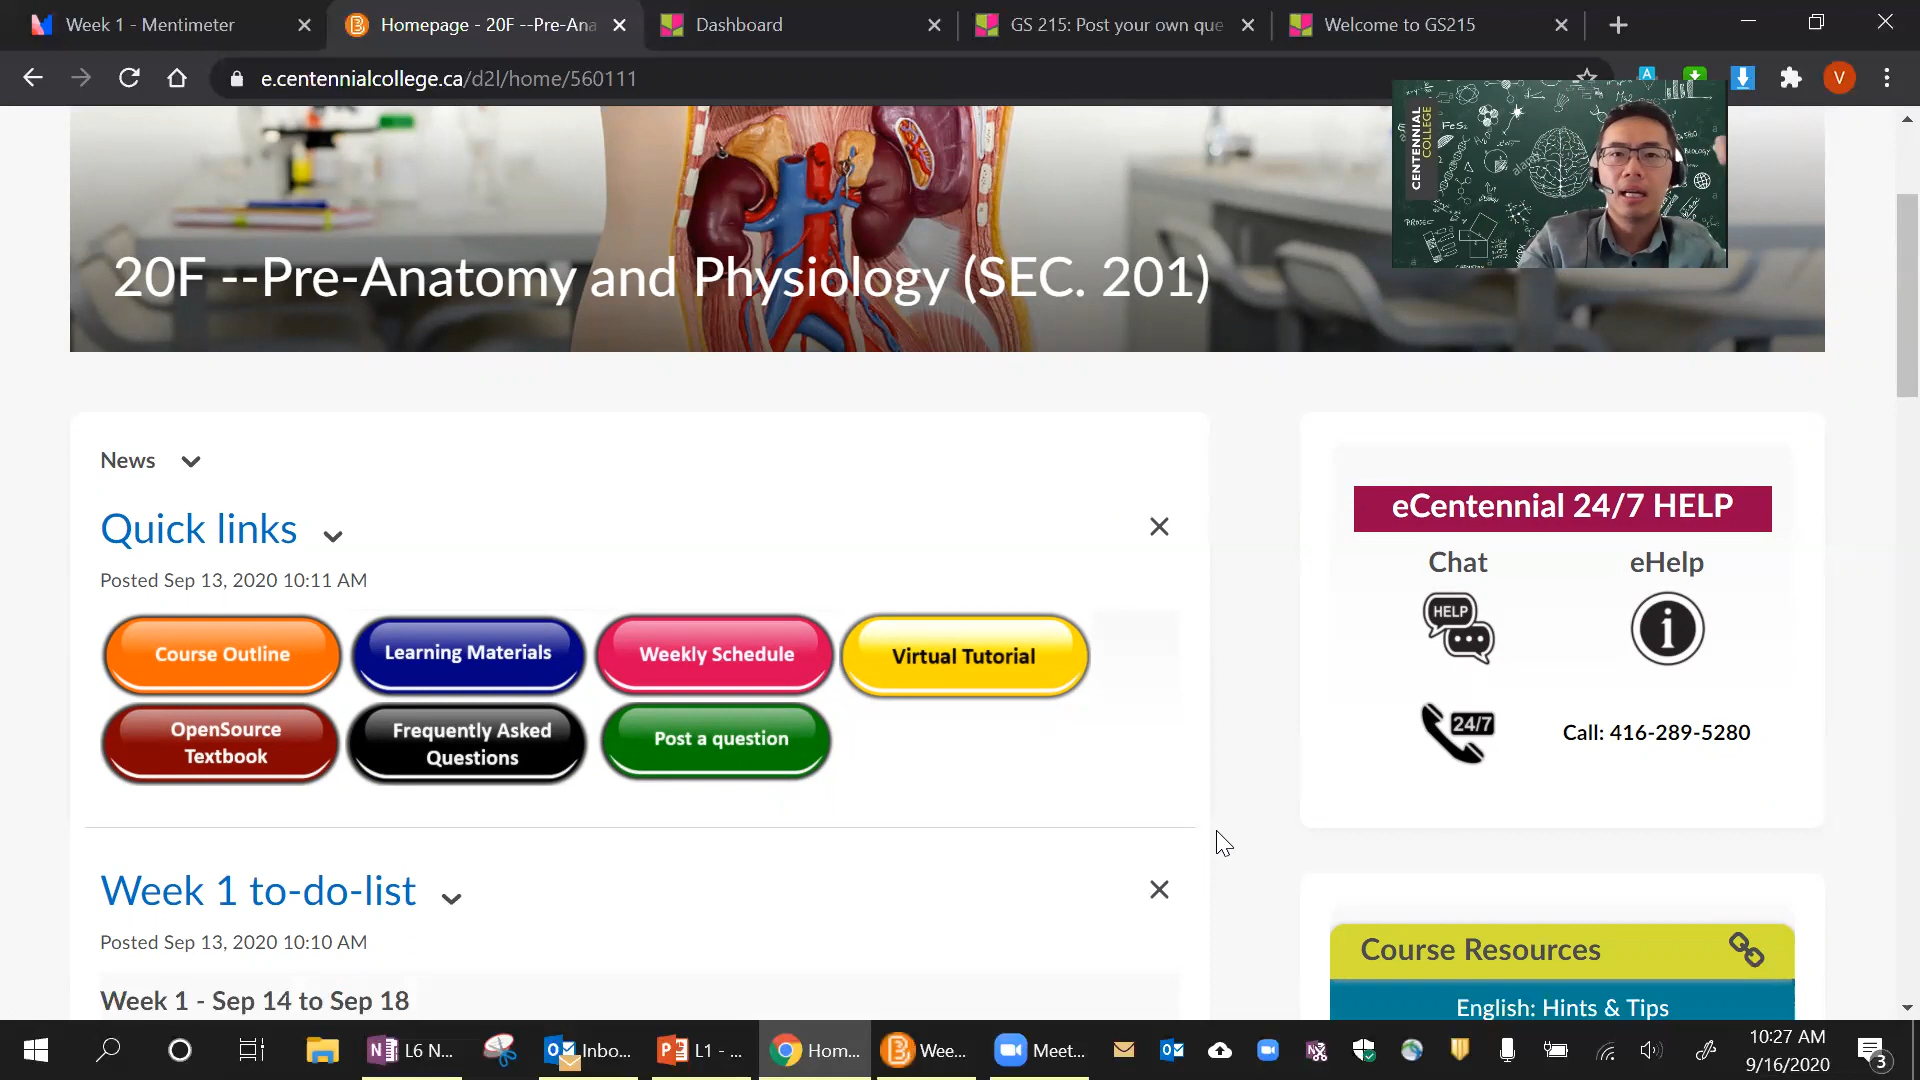 Week 1 - Mentimeter
Homepage - 20F --Pre-Ana
Dashboard
GS 215: Post your own que
Welcome to GS215
e.centennialcollege.ca/d2l/home/560111
V
CENTENNIAL
COLLEGE
FeS₂
BIOLOGY
20F --Pre-Anatomy and Physiology (SEC. 201)
News
Quick links
Posted Sep 13, 2020 10:11 AM
Course Outline
Learning Materials
Weekly Schedule
Virtual Tutorial
OpenSource
Textbook
Frequently Asked
Questions
Post a question
Week 1 to-do-list
Posted Sep 13, 2020 10:10 AM
Week 1 - Sep 14 to Sep 18
eCentennial 24/7 HELP
Chat
eHelp
HELP
24/7
Call: 416-289-5280
Course Resources
English: Hints & Tips
L6 N...
Inbo...
L1 - ...
Hom...
Wee...
Meet...
10:27 AM
9/16/2020
3